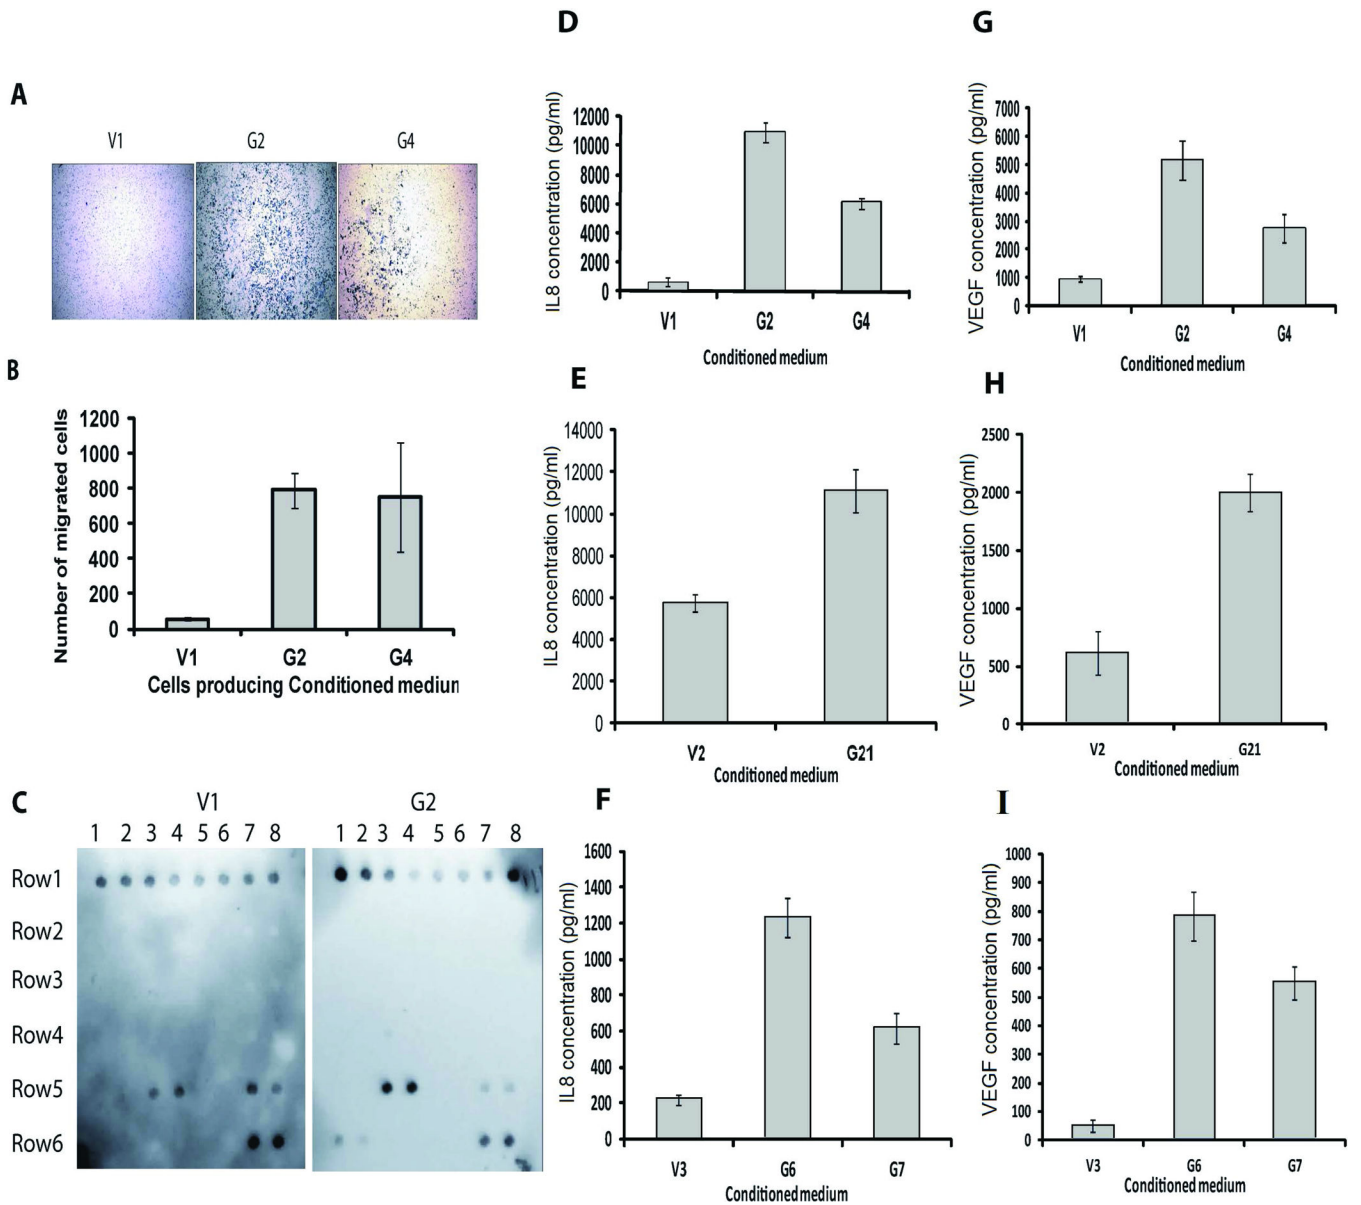 A
V1 G2 G4
B
Number of migrated cells
1200
1000
800
600
400
200
0
V1 G2 G4
Cells producing Conditioned medium
C
V1 G2
1 2 3 4 5 6 7 8 1 2 3 4 5 6 7 8
Row1
Row2
Row3
Row4
Row5
Row6
D
IL8 concentration (pg/ml)
12000
10000
8000
6000
4000
2000
0
V1 G2 G4
Conditioned medium
E
IL8 concentration (pg/ml)
14000
12000
10000
8000
6000
4000
2000
0
V2 G21
Conditioned medium
F
IL8 concentration (pg/ml)
1600
1400
1200
1000
800
600
400
200
0
V3 G6 G7
Conditioned medium
G
VEGF concentration (pg/ml)
7000
6000
5000
4000
3000
2000
1000
0
V1 G2 G4
Conditioned medium
H
VEGF concentration (pg/ml)
2500
2000
1500
1000
500
0
V2 G21
Conditioned medium
I
VEGF concentration (pg/ml)
1000
900
800
700
600
500
400
300
200
100
0
V3 G6 G7
Conditioned medium